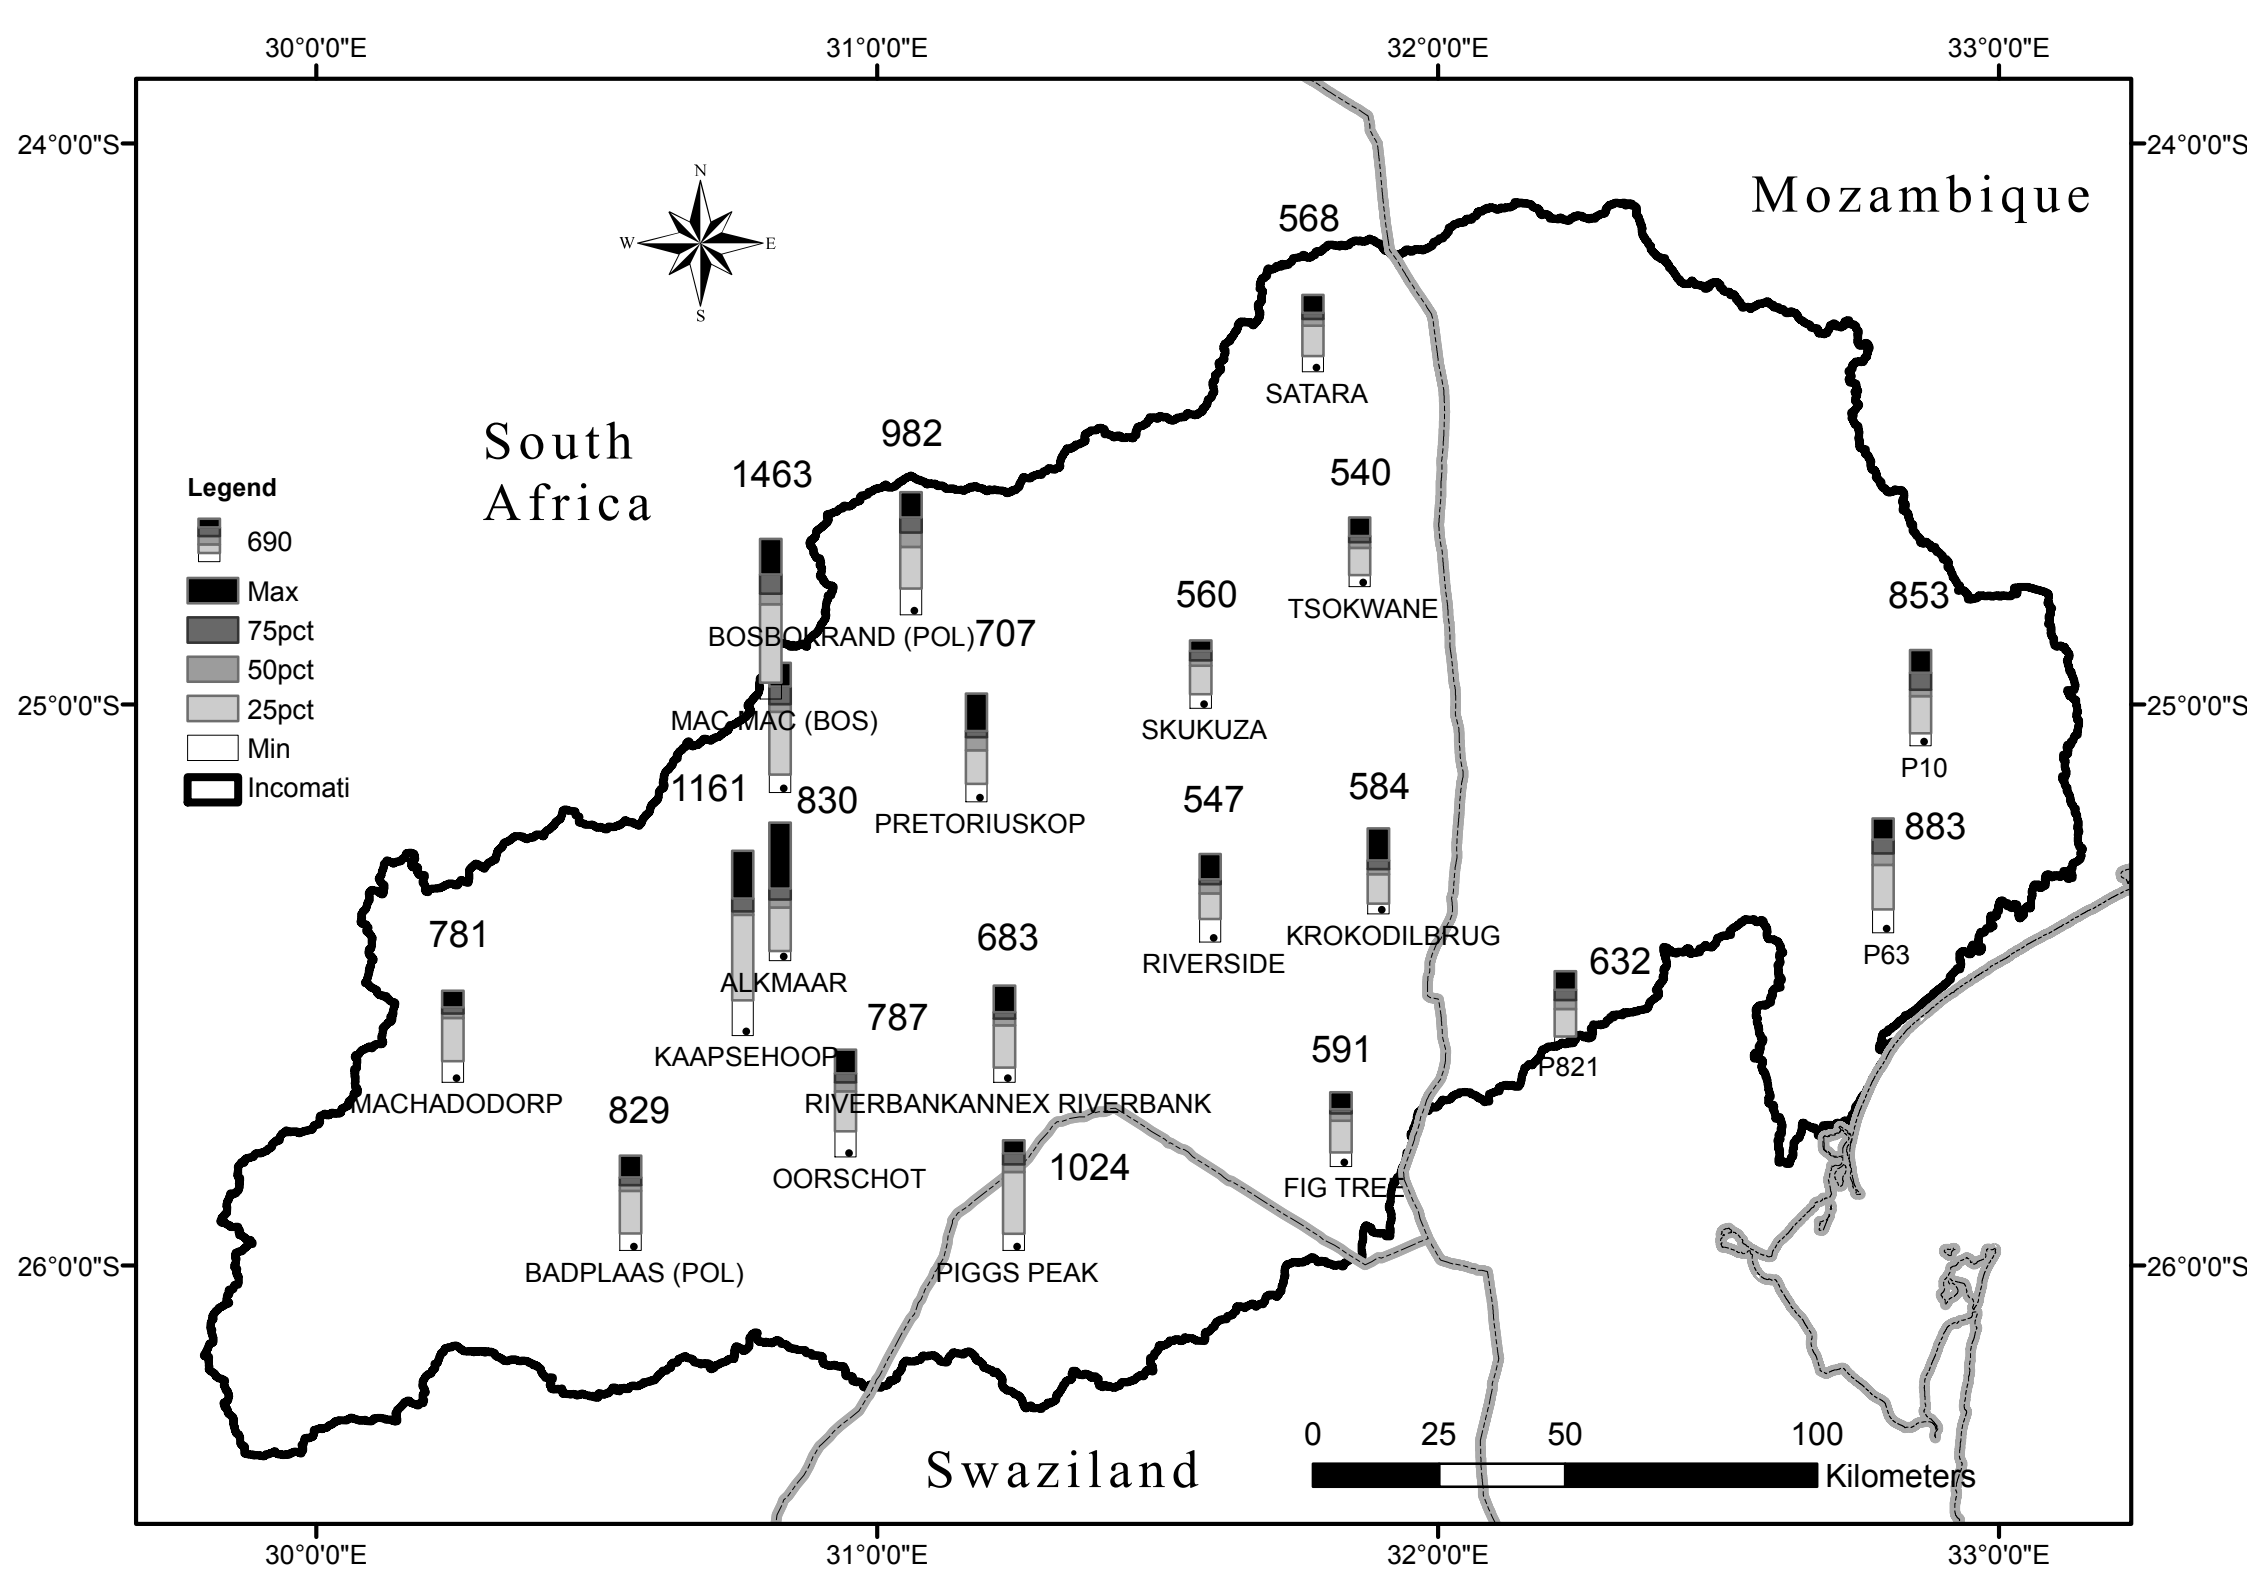 30°0'0"E 31°0'0"E 32°0'0"E 33°0'0"E
24°0'0"S 24°0'0"S
N
W E
S
Mozambique
568
SATARA
South
Africa
982
1463
540
TSOKWANE
Legend
690
Max
75pct
50pct
25pct
Min
Incomati
560
853
BOSBOKRAND (POL)
707
25°0'0"S 25°0'0"S
MAC MAC (BOS)
SKUKUZA
P10
1161
830
PRETORIUSKOP
547
584
883
781
ALKMAAR
683
RIVERSIDE
KROKODILBRUG
632
P63
787
KAAPSEHOOP
591
P821
MACHADODORP
829
RIVERBANKANNEX RIVERBANK
OORSCHOT
1024
FIG TREE
BADPLAAS (POL)
PIGGS PEAK
26°0'0"S 26°0'0"S
Swaziland
0 25 50 100
Kilometers
30°0'0"E 31°0'0"E 32°0'0"E 33°0'0"E